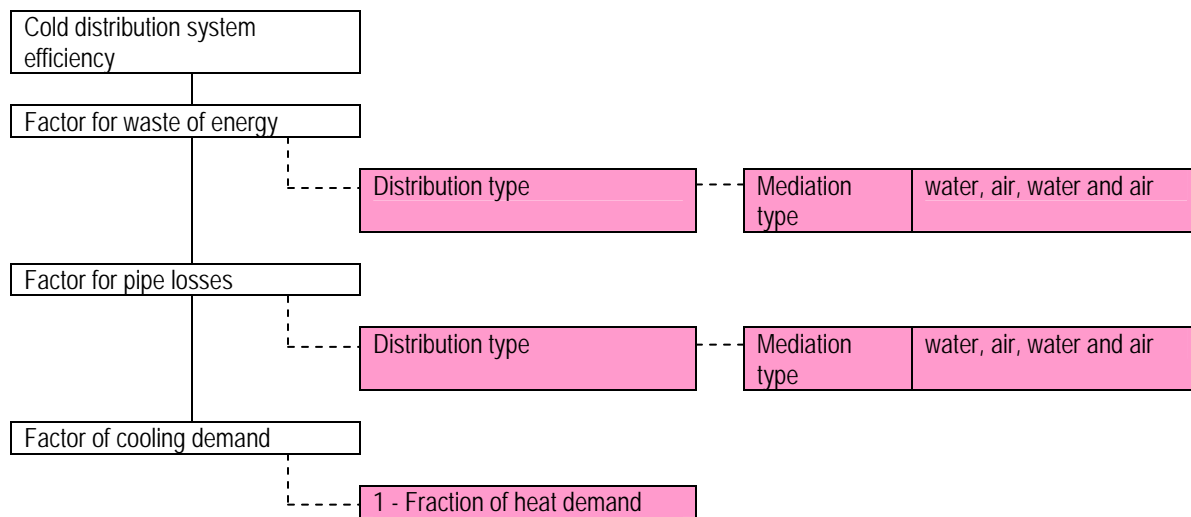 Cold distribution system
efficiency
Factor for waste of energy
Distribution type
Mediation
type
water, air, water and air
Factor for pipe losses
Distribution type
Mediation
type
water, air, water and air
Factor of cooling demand
1 - Fraction of heat demand